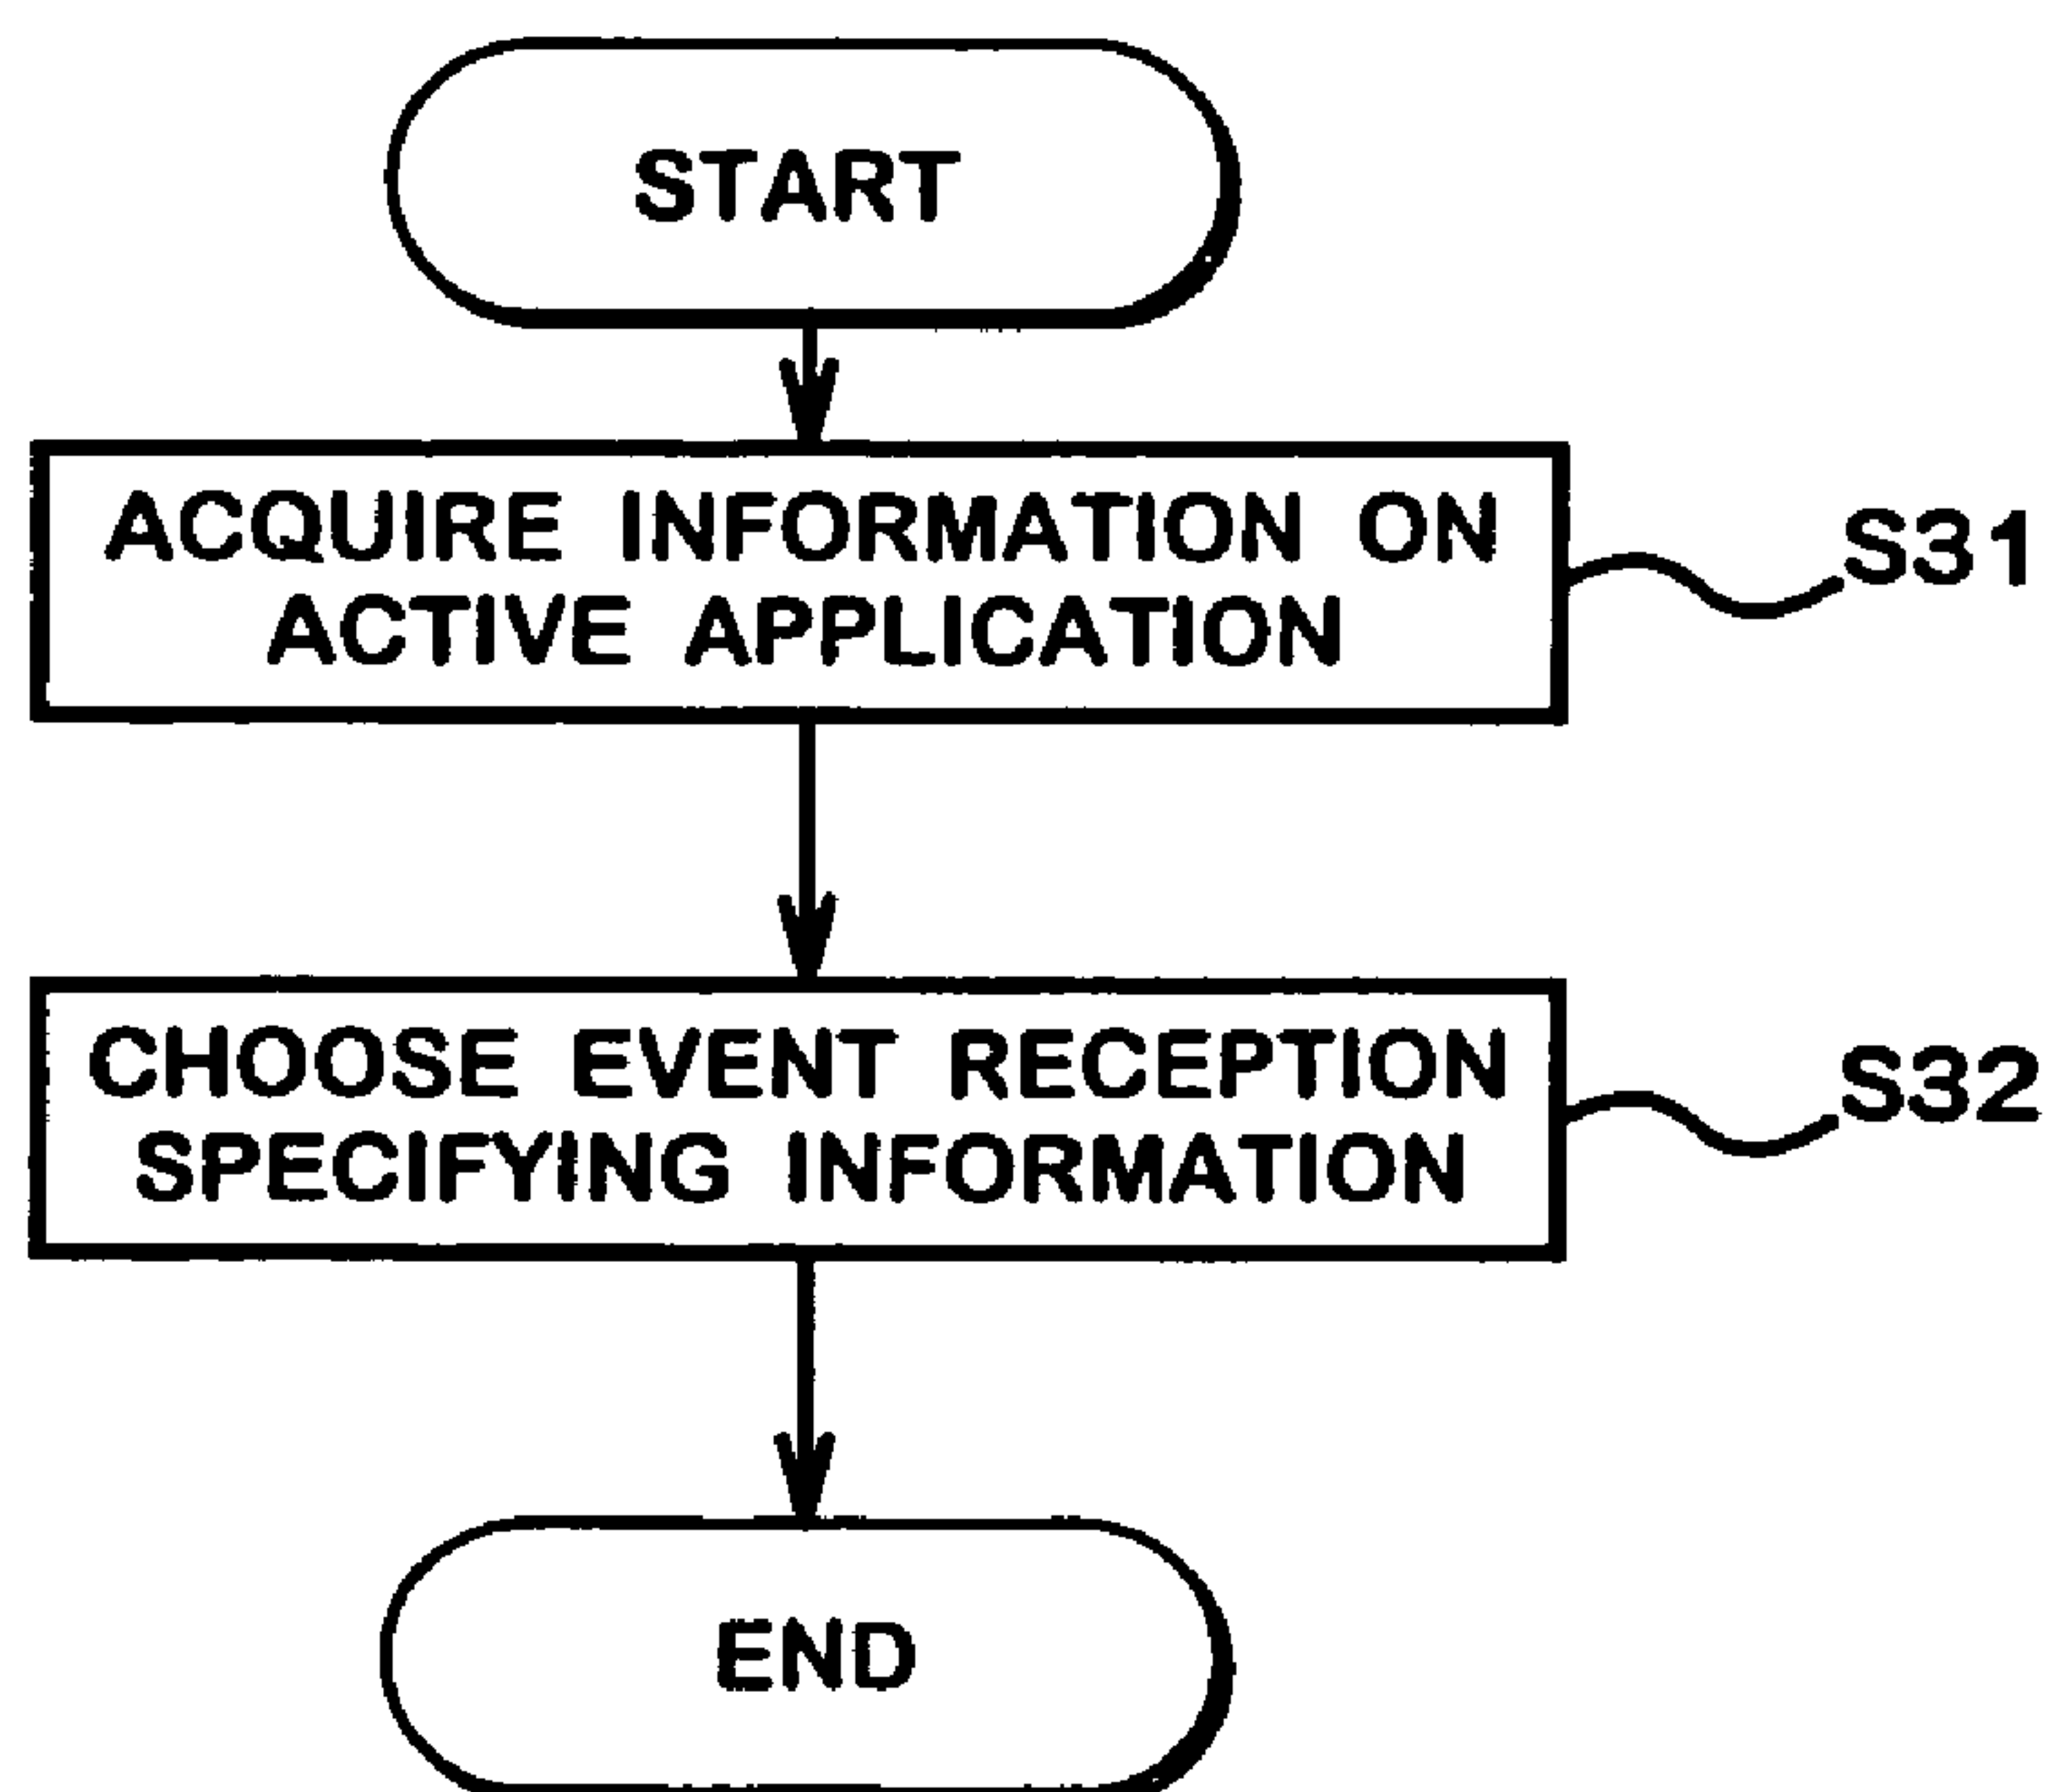 START
ACQUIRE INFORMATION ON
ACTIVE APPLICATION
S31
CHOOSE EVENT RECEPTION
SPECIFYING INFORMATION
S32
END